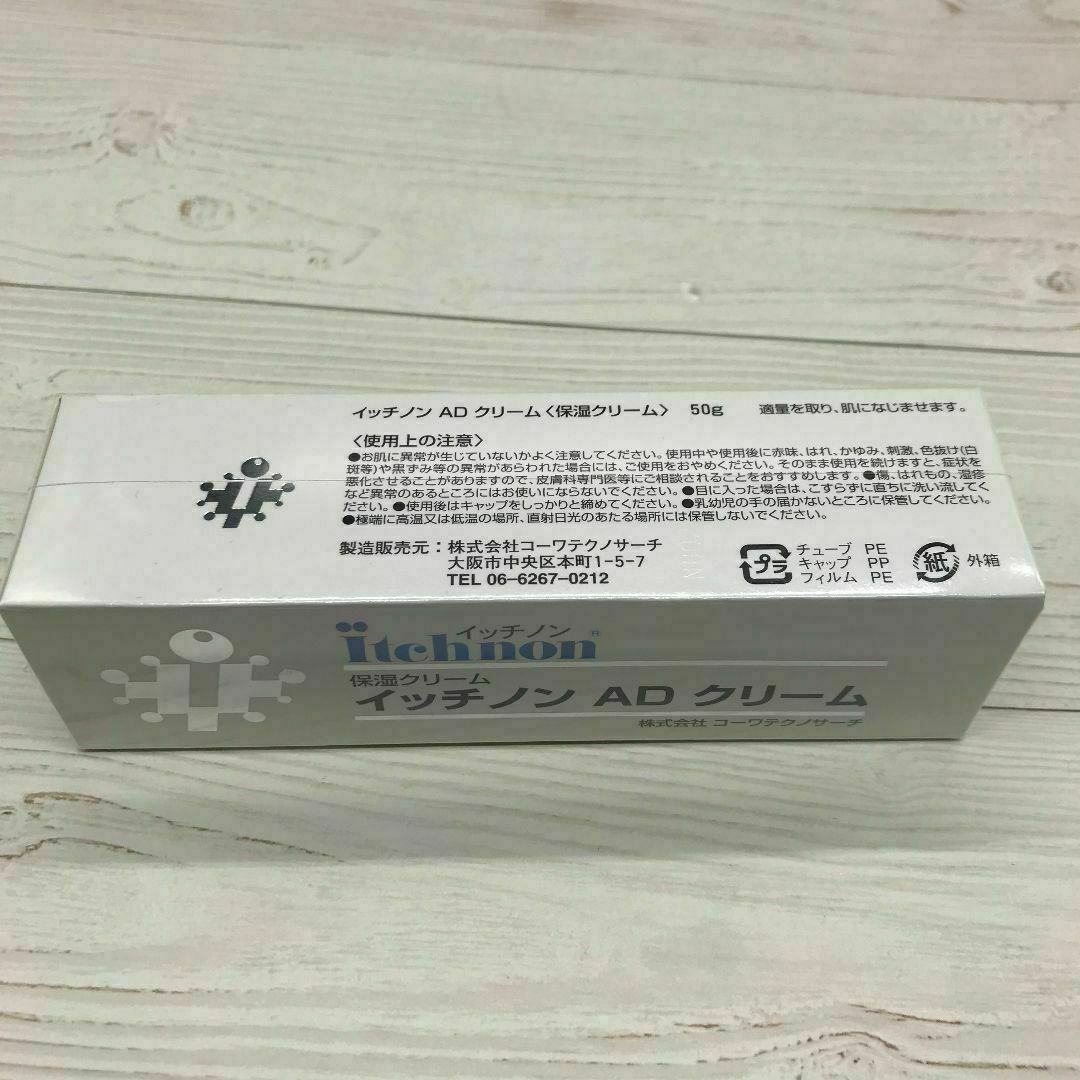 イッチノン AD クリーム〈保湿クリーム〉 50g 適量を取り、肌になじませます。
〈使用上の注意〉
●お肌に異常が生じていないかよく注意してください。使用中や使用後に赤味、はれ、かゆみ、刺激、色抜け(白
斑等)や黒ずみ等の異常があらわれた場合には、ご使用をおやめください。そのまま使用を続けますと、症状を
悪化させることがありますので、皮膚科専門医等にご相談されることをおすすめします。●傷、はれもの、湿疹
など異常のあるところにはお使いにならないでください。●目に入った場合は、こすらずに直ちに洗い流してく
ださい。●使用後はキャップをしっかりと締めてください。●乳幼児の手の届かないところに保管してください。
●極端に高温又は低温の場所、直射日光のあたる場所には保管しないでください。
製造販売元:株式会社コーワテクノサーチ
大阪市中央区本町1-5-7
TEL 06-6267-0212
プラ チューブ PE
キャップ PP
フィルム PE
紙 外箱
イッチノン
itchnon®
保湿クリーム
イッチノン AD クリーム
株式会社 コーワテクノサーチ